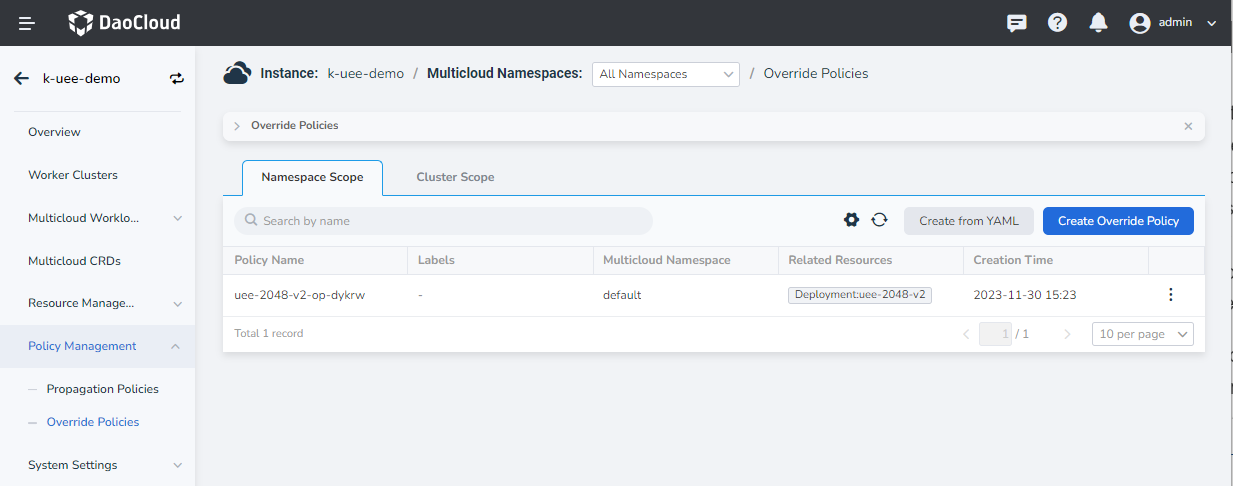 DaoCloud
admin
k-uee-demo
Instance: k-uee-demo / Multicloud Namespaces: All Namespaces / Override Policies
Overview
Worker Clusters
Multicloud Worklo...
Multicloud CRDs
Resource Manage...
Policy Management
Propagation Policies
Override Policies
System Settings
Override Policies
Namespace Scope Cluster Scope
Search by name Create from YAML Create Override Policy
Policy Name Labels Multicloud Namespace Related Resources Creation Time
uee-2048-v2-op-dykrw - default Deployment:uee-2048-v2 2023-11-30 15:23
Total 1 record 1 / 1 10 per page